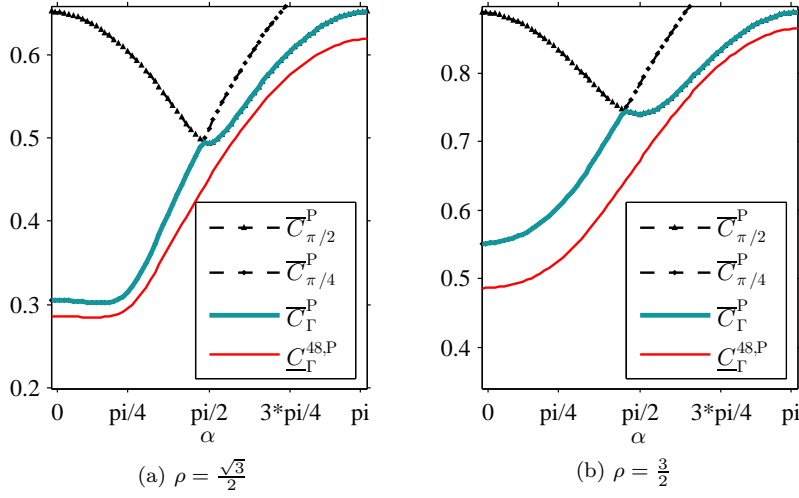 0.6
0.5
0.4
0.3
0.2
0 pi/4 pi/2 3*pi/4 pi
α
C̅^P_{π/2}
C̅^P_{π/4}
C̅^P_Γ
C̲^{48,P}_Γ
(a) ρ = √3/2
0.8
0.7
0.6
0.5
0.4
0 pi/4 pi/2 3*pi/4 pi
α
C̅^P_{π/2}
C̅^P_{π/4}
C̅^P_Γ
C̲^{48,P}_Γ
(b) ρ = 3/2